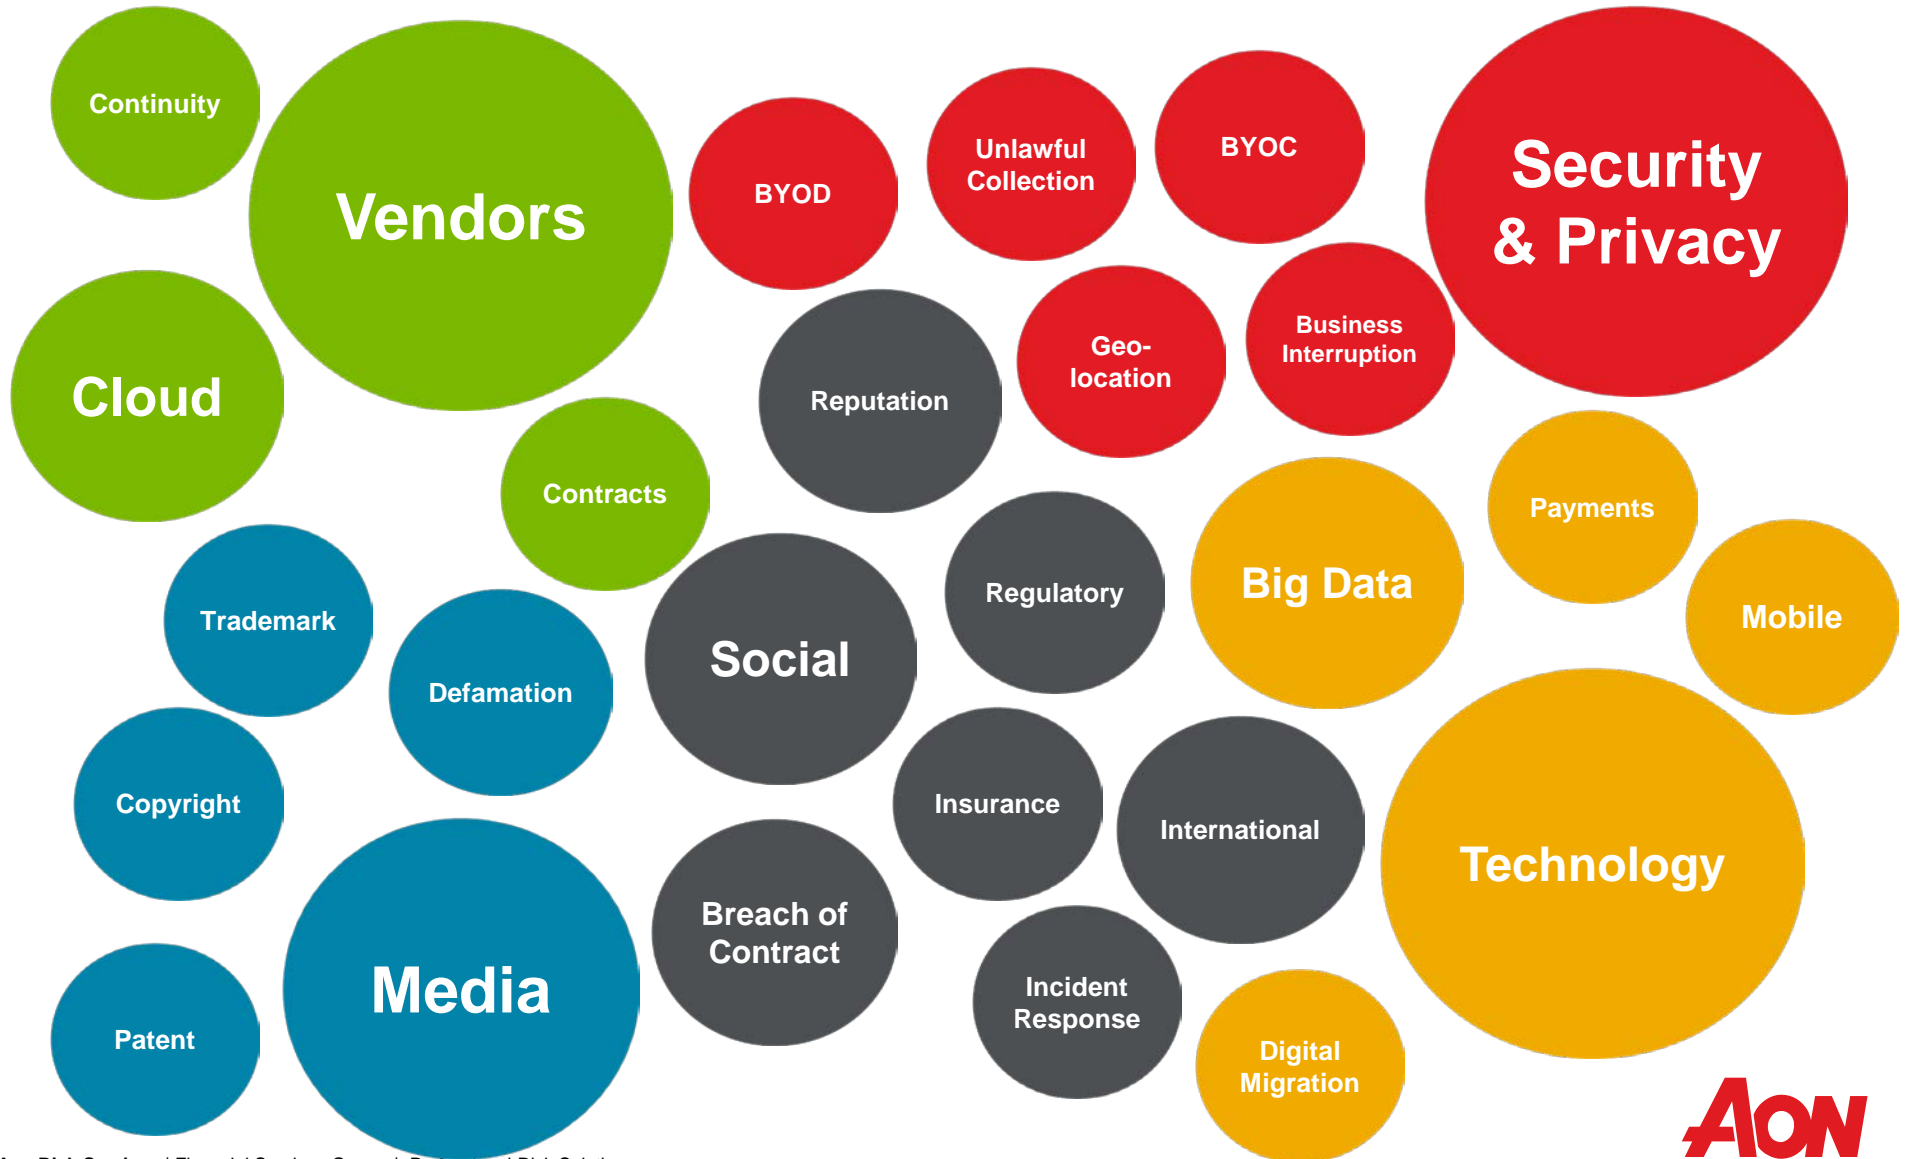 Continuity
Vendors
BYOD
Unlawful
Collection
BYOC
Security
& Privacy
Cloud
Reputation
Geo-
location
Business
Interruption
Contracts
Payments
Trademark
Defamation
Social
Regulatory
Big Data
Mobile
Copyright
Insurance
International
Technology
Breach of
Contract
Media
Patent
Incident
Response
Digital
Migration
AON